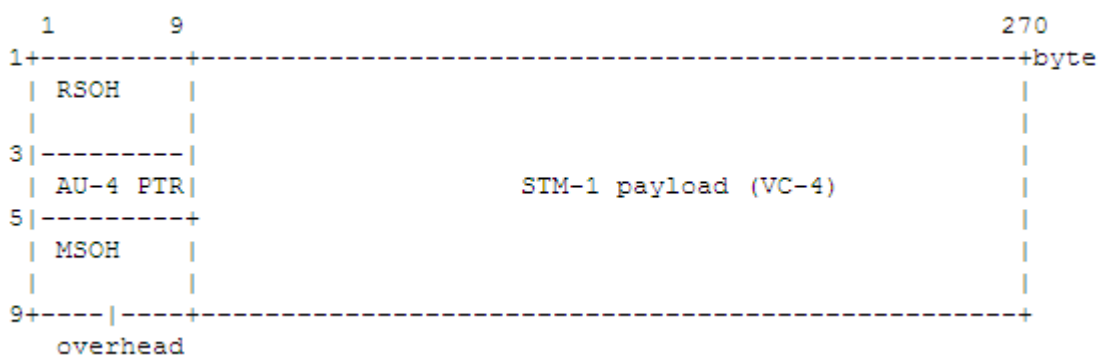 1 9 270
1+---------+---------------------------------------------------+byte
| RSOH | |
| | |
3|---------| |
| AU-4 PTR| STM-1 payload (VC-4) |
5|---------+ |
| MSOH | |
| | |
9+----|----+---------------------------------------------------+
overhead